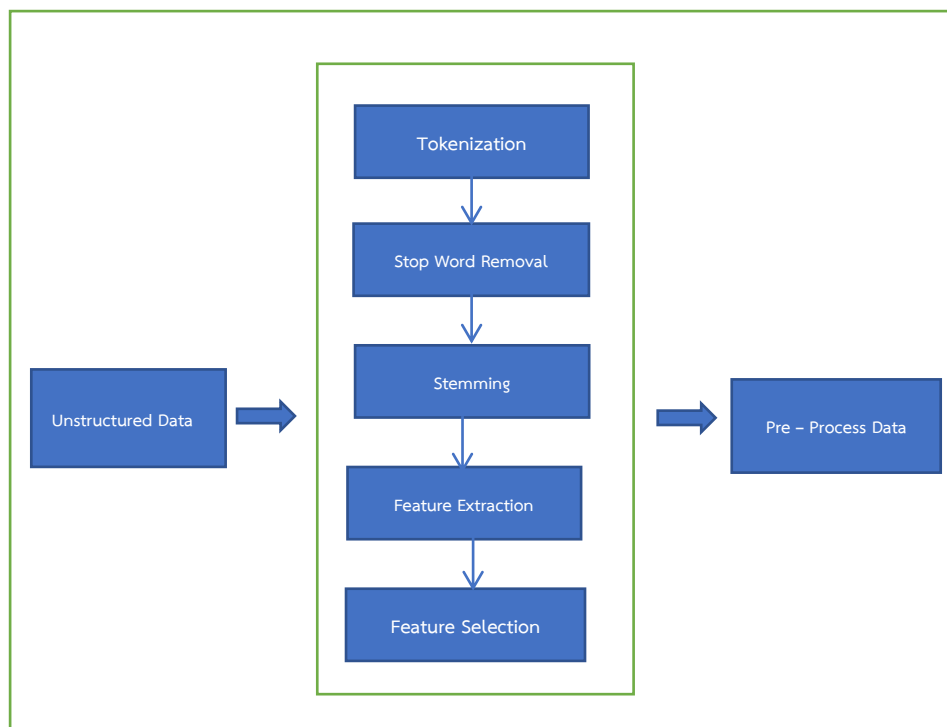 Unstructured Data
Tokenization
Stop Word Removal
Stemming
Feature Extraction
Feature Selection
Pre – Process Data